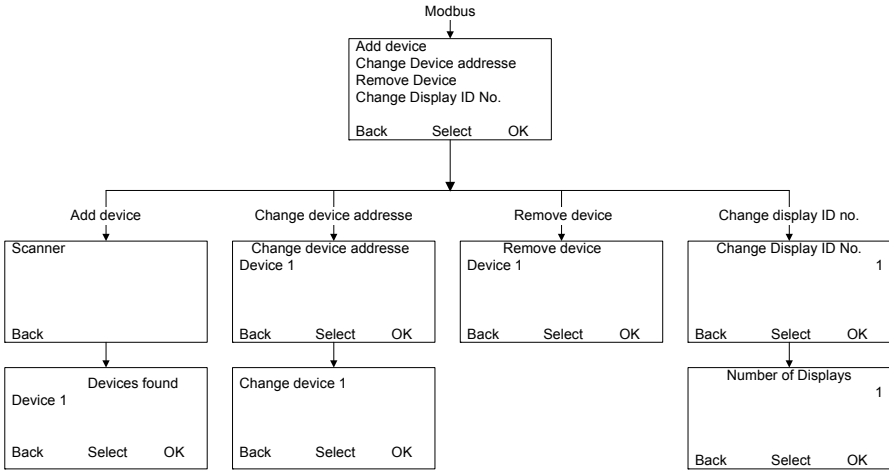 Modbus
Add device
Change Device addresse
Remove Device
Change Display ID No.
Back Select OK
Add device
Scanner
Back
Devices found
Device 1
Back Select OK
Change device addresse
Change device addresse
Device 1
Back Select OK
Change device 1
Back Select OK
Remove device
Remove device
Device 1
Back Select OK
Change display ID no.
Change Display ID No.
1
Back Select OK
Number of Displays
1
Back Select OK